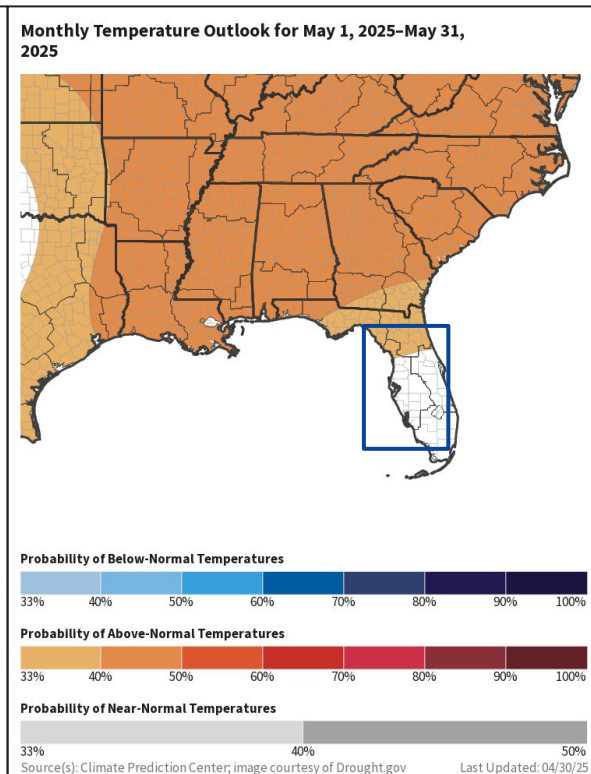 Monthly Temperature Outlook for May 1, 2025–May 31,
2025
Probability of Below-Normal Temperatures
33% 40% 50% 60% 70% 80% 90% 100%
Probability of Above-Normal Temperatures
33% 40% 50% 60% 70% 80% 90% 100%
Probability of Near-Normal Temperatures
33% 40% 50%
Source(s): Climate Prediction Center; image courtesy of Drought.gov Last Updated: 04/30/25